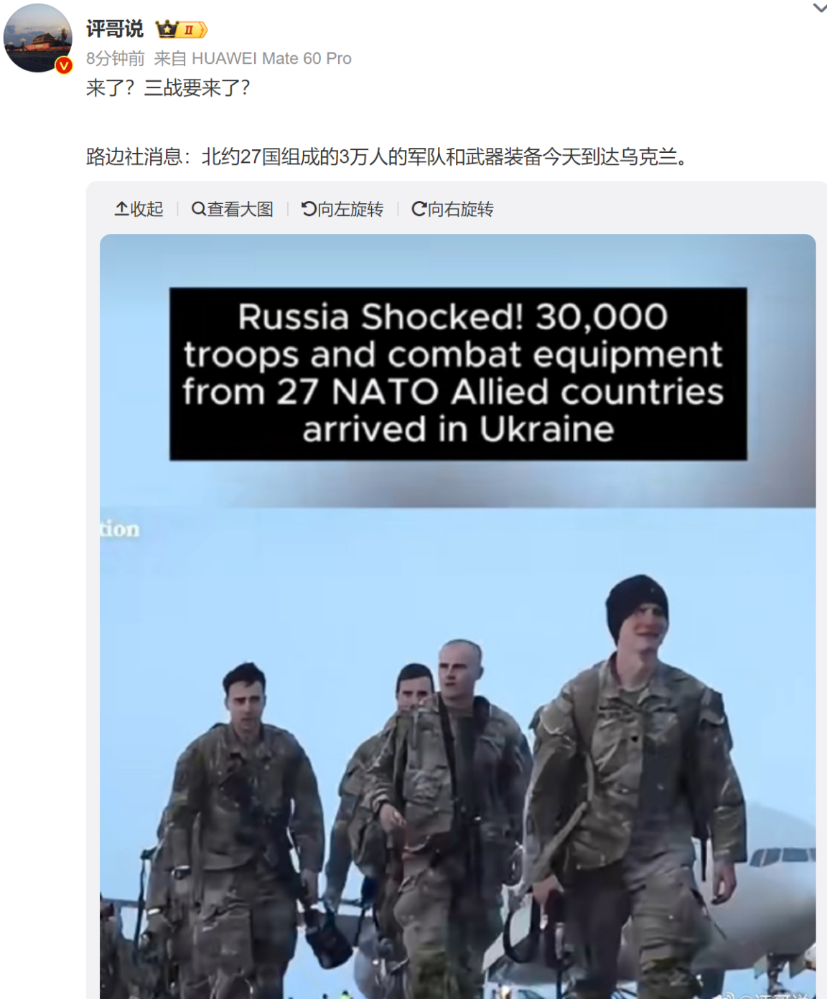 评哥说
II
8分钟前 来自 HUAWEI Mate 60 Pro
来了？三战要来了？
路边社消息：北约27国组成的3万人的军队和武器装备今天到达乌克兰。
收起 查看大图 向左旋转 向右旋转
Russia Shocked! 30,000
troops and combat equipment
from 27 NATO Allied countries
arrived in Ukraine
tion
@评哥说